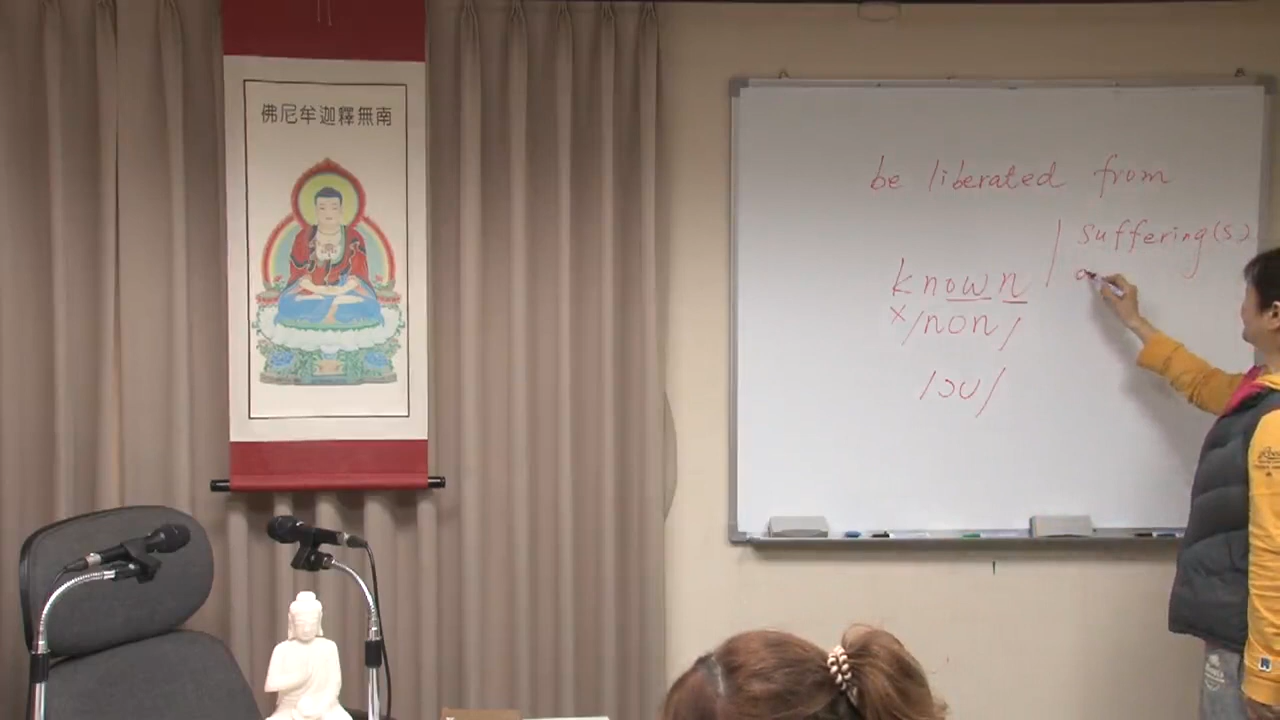 佛尼牟迦釋無南
be liberated from
suffering(s)
known
x/non/
/ɔu/